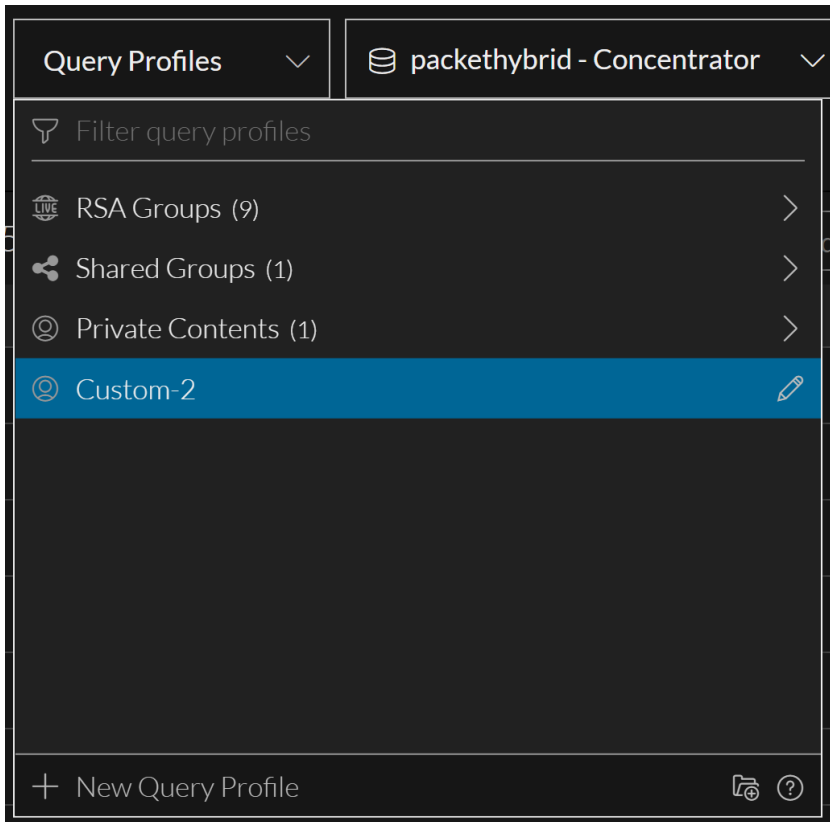 Query Profiles
packethybrid - Concentrator
Filter query profiles
LIVE RSA Groups (9)
Shared Groups (1)
Private Contents (1)
Custom-2
New Query Profile